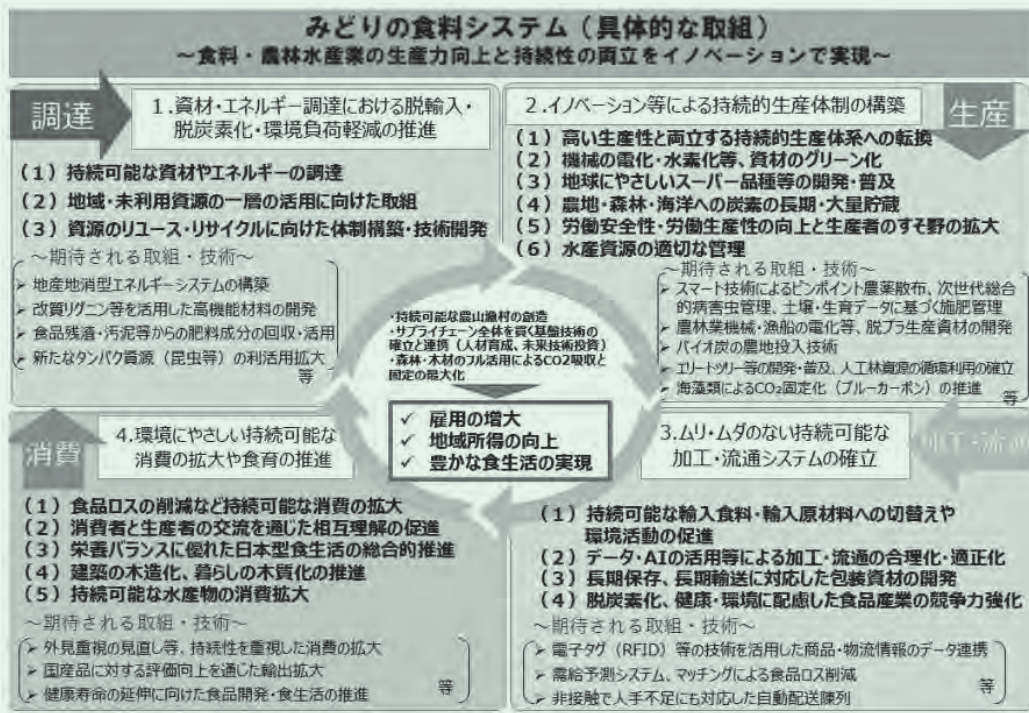 みどりの食料システム（具体的な取組）
～食料・農林水産業の生産力向上と持続性の両立をイノベーションで実現～
調達
1.資材・エネルギー調達における脱輸入・
脱炭素化・環境負荷軽減の推進
（1）持続可能な資材やエネルギーの調達
（2）地域・未利用資源の一層の活用に向けた取組
（3）資源のリユース・リサイクルに向けた体制構築・技術開発
～期待される取組・技術～
➢ 地産地消型エネルギーシステムの構築
➢ 改質リグニン等を活用した高機能材料の開発
➢ 食品残渣・汚泥等からの肥料成分の回収・活用
➢ 新たなタンパク資源（昆虫等）の利活用拡大
等
2.イノベーション等による持続的生産体制の構築
生産
（1）高い生産性と両立する持続的生産体系への転換
（2）機械の電化・水素化等、資材のグリーン化
（3）地球にやさしいスーパー品種等の開発・普及
（4）農地・森林・海洋への炭素の長期・大量貯蔵
（5）労働安全性・労働生産性の向上と生産者のすそ野の拡大
（6）水産資源の適切な管理
～期待される取組・技術～
➢ スマート技術によるピンポイント農薬散布、次世代総合
的病害虫管理、土壌・生育データに基づく施肥管理
➢ 農林業機械・漁船の電化等、脱プラ生産資材の開発
➢ バイオ炭の農地投入技術
➢ エリートツリー等の開発・普及、人工林資源の循環利用の確立
➢ 海藻類によるCO₂固定化（ブルーカーボン）の推進
等
・持続可能な農山漁村の創造
・サプライチェーン全体を貫く基盤技術の
確立と連携（人材育成、未来技術投資）
・森林・木材のフル活用によるCO2吸収と
固定の最大化
✓ 雇用の増大
✓ 地域所得の向上
✓ 豊かな食生活の実現
消費
4.環境にやさしい持続可能な
消費の拡大や食育の推進
（1）食品ロスの削減など持続可能な消費の拡大
（2）消費者と生産者の交流を通じた相互理解の促進
（3）栄養バランスに優れた日本型食生活の総合的推進
（4）建築の木造化、暮らしの木質化の推進
（5）持続可能な水産物の消費拡大
～期待される取組・技術～
➢ 外見重視の見直し等、持続性を重視した消費の拡大
➢ 国産品に対する評価向上を通じた輸出拡大
➢ 健康寿命の延伸に向けた食品開発・食生活の推進
等
3.ムリ・ムダのない持続可能な
加工・流通システムの確立
加工・流通
（1）持続可能な輸入食料・輸入原材料への切替えや
環境活動の促進
（2）データ・AIの活用等による加工・流通の合理化・適正化
（3）長期保存、長期輸送に対応した包装資材の開発
（4）脱炭素化、健康・環境に配慮した食品産業の競争力強化
～期待される取組・技術～
➢ 電子タグ（RFID）等の技術を活用した商品・物流情報のデータ連携
➢ 需給予測システム、マッチングによる食品ロス削減
➢ 非接触で人手不足にも対応した自動配送陳列
等